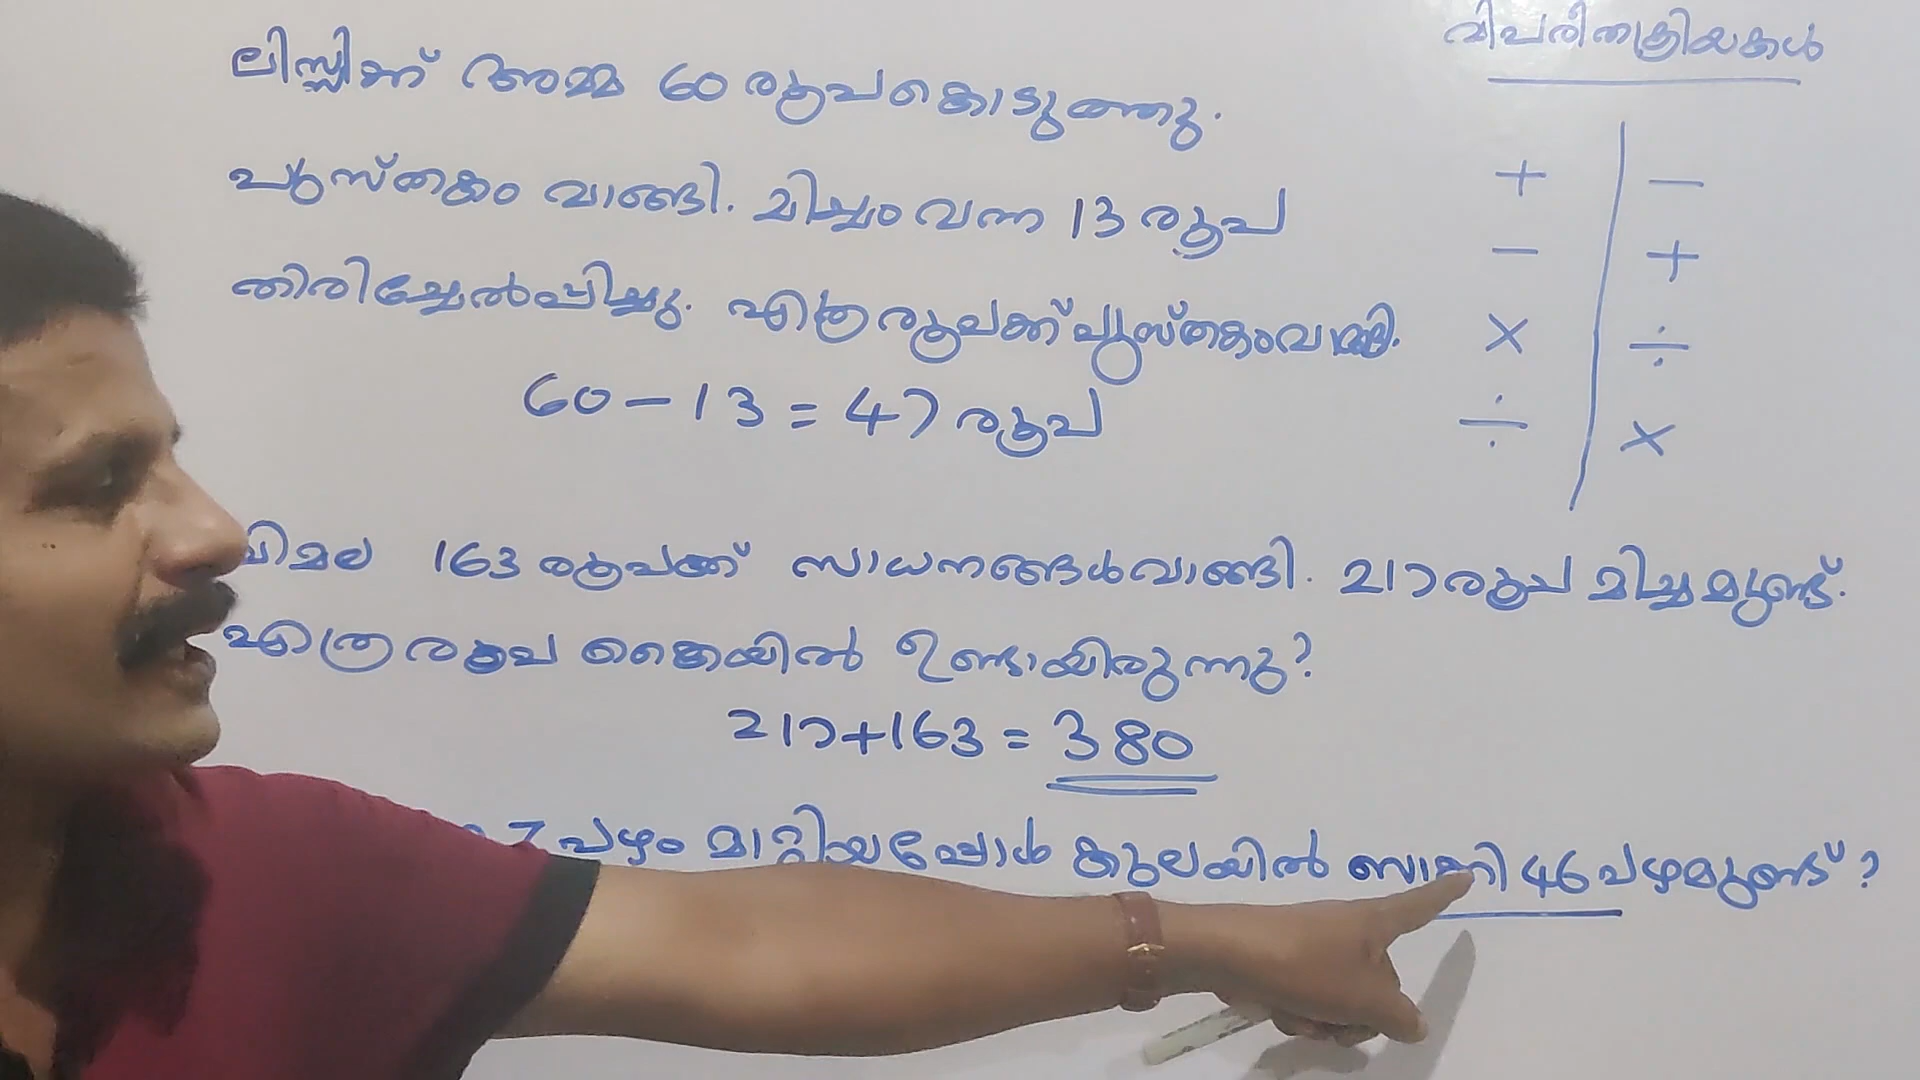 വിപരീതക്രിയകൾ
ലിസ്സിക്ക് അമ്മ 60 രൂപ കൊടുത്തു.
പുസ്തകം വാങ്ങി. മിച്ചം വന്ന 13 രൂപ
തിരിച്ചേൽപ്പിച്ചു. എത്ര രൂപക്ക് പുസ്തകം വാങ്ങി.
60 – 13 = 47 രൂപ
+ | –
– | +
× | ÷
÷ | ×
വിമല 163 രൂപക്ക് സാധനങ്ങൾ വാങ്ങി. 217 രൂപ മിച്ചമുണ്ട്.
എത്ര രൂപ കൈയിൽ ഉണ്ടായിരുന്നു?
217+163 = 380
7 പഴം മാറ്റിയപ്പോൾ കുലയിൽ ബാക്കി 46 പഴമുണ്ട്?